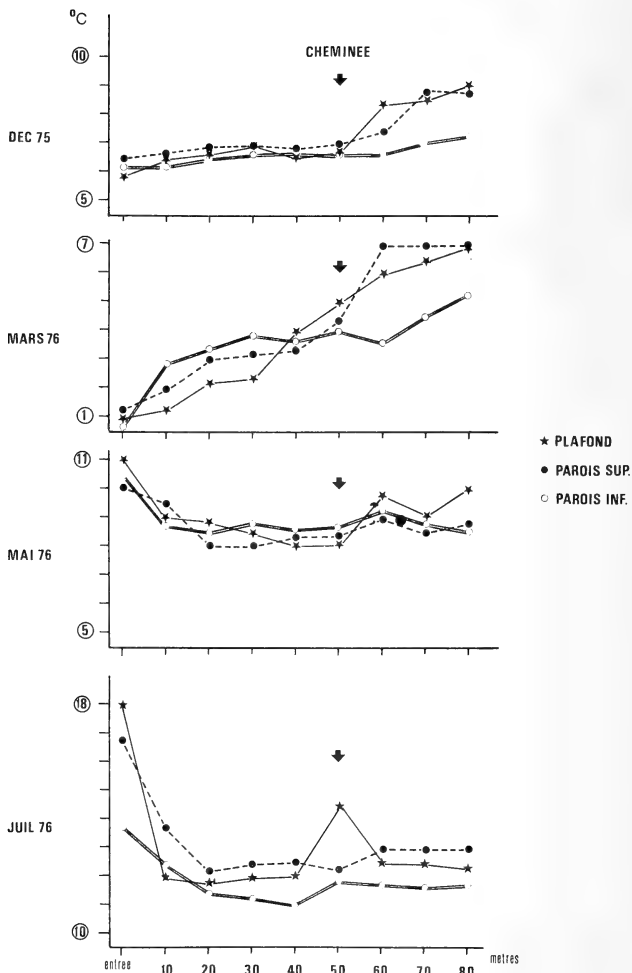 °C
10
CHEMINEE
DEC 75
5
7
MARS 76
1
★ PLAFOND
● PAROIS SUP.
○ PAROIS INF.
11
MAI 76
5
18
JUIL 76
10
entree 10 20 30 40 50 60 70 80 metres